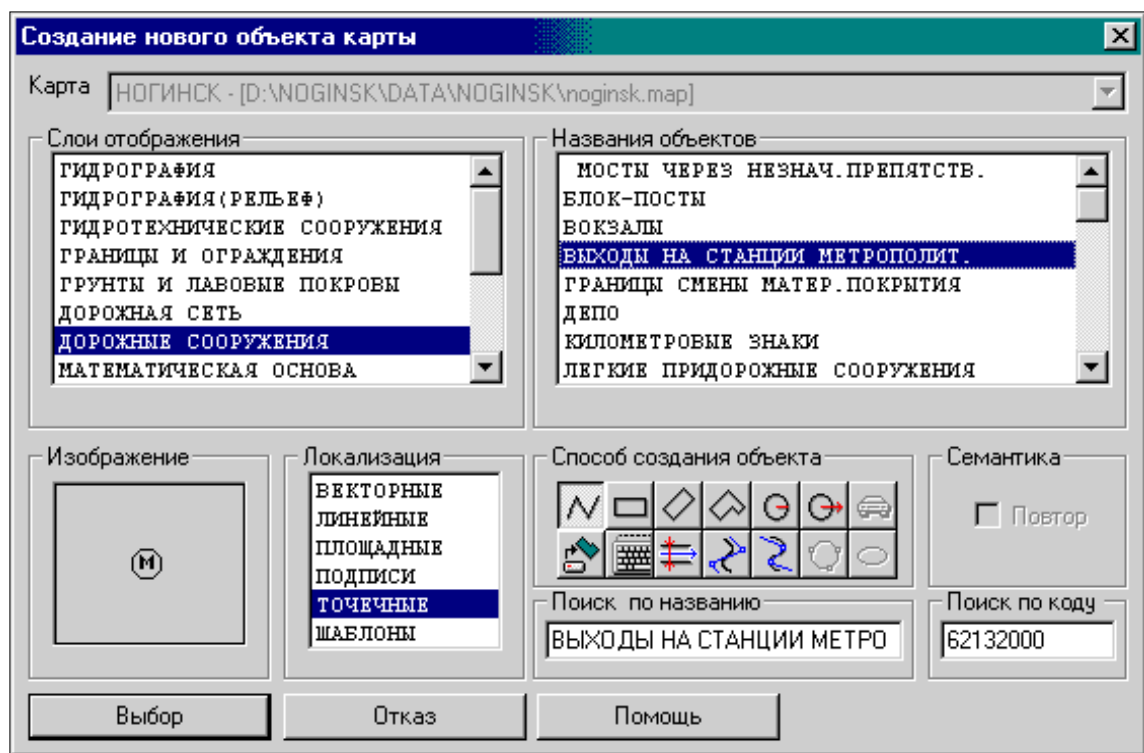 Создание нового объекта карты
Карта НОГИНСК - [D:\NOGINSK\DATA\NOGINSK\noginsk.map]
Слои отображения
ГИДРОГРАФИЯ
ГИДРОГРАФИЯ(РЕЛЬЕФ)
ГИДРОТЕХНИЧЕСКИЕ СООРУЖЕНИЯ
ГРАНИЦЫ И ОГРАЖДЕНИЯ
ГРУНТЫ И ЛАВОВЫЕ ПОКРОВЫ
ДОРОЖНАЯ СЕТЬ
ДОРОЖНЫЕ СООРУЖЕНИЯ
МАТЕМАТИЧЕСКАЯ ОСНОВА
Названия объектов
МОСТЫ ЧЕРЕЗ НЕЗНАЧ.ПРЕПЯТСТВ.
БЛОК-ПОСТЫ
ВОКЗАЛЫ
ВЫХОДЫ НА СТАНЦИИ МЕТРОПОЛИТ.
ГРАНИЦЫ СМЕНЫ МАТЕР.ПОКРЫТИЯ
ДЕПО
КИЛОМЕТРОВЫЕ ЗНАКИ
ЛЕГКИЕ ПРИДОРОЖНЫЕ СООРУЖЕНИЯ
Изображение
М
Локализация
ВЕКТОРНЫЕ
ЛИНЕЙНЫЕ
ПЛОЩАДНЫЕ
ПОДПИСИ
ТОЧЕЧНЫЕ
ШАБЛОНЫ
Способ создания объекта
Семантика
Повтор
Поиск по названию
ВЫХОДЫ НА СТАНЦИИ МЕТРО
Поиск по коду
62132000
Выбор
Отказ
Помощь